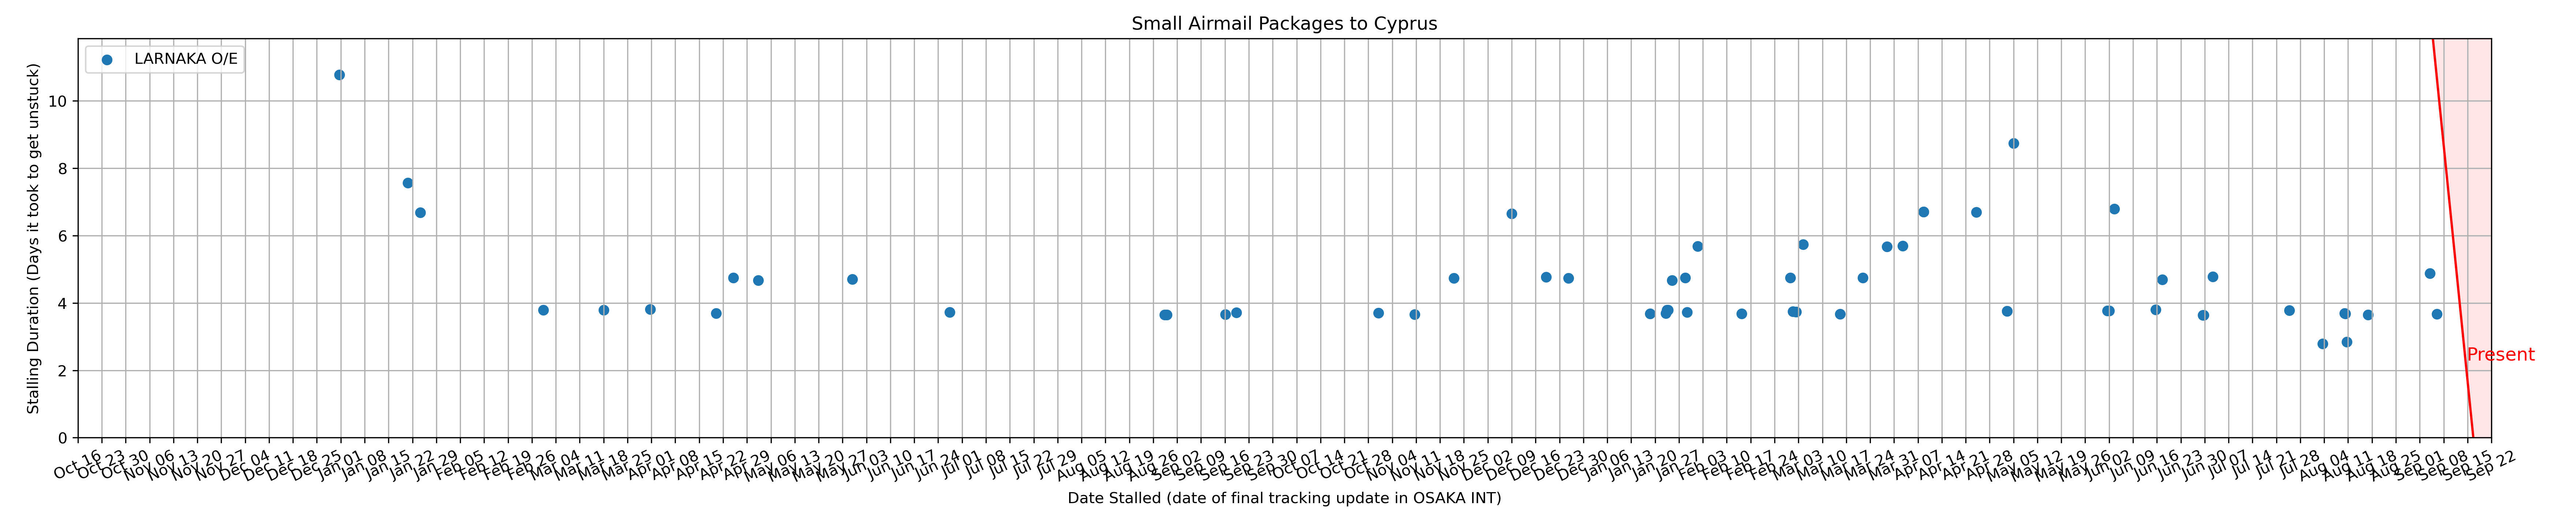 Small Airmail Packages to Cyprus
LARNAKA O/E
Stalling Duration (Days it took to get unstuck)
10
8
6
4
2
0
Present
Oct 16
Oct 23
Oct 30
Nov 06
Nov 13
Nov 20
Nov 27
Dec 04
Dec 11
Dec 18
Dec 25
Jan 01
Jan 08
Jan 15
Jan 22
Jan 29
Feb 05
Feb 12
Feb 19
Feb 26
Mar 04
Mar 11
Mar 18
Mar 25
Apr 01
Apr 08
Apr 15
Apr 22
Apr 29
May 06
May 13
May 20
May 27
Jun 03
Jun 10
Jun 17
Jun 24
Jul 01
Jul 08
Jul 15
Jul 22
Jul 29
Aug 05
Aug 12
Aug 19
Aug 26
Sep 02
Sep 09
Sep 16
Sep 23
Sep 30
Oct 07
Oct 14
Oct 21
Oct 28
Nov 04
Nov 11
Nov 18
Nov 25
Dec 02
Dec 09
Dec 16
Dec 23
Dec 30
Jan 06
Jan 13
Jan 20
Jan 27
Feb 03
Feb 10
Feb 17
Feb 24
Mar 03
Mar 10
Mar 17
Mar 24
Mar 31
Apr 07
Apr 14
Apr 21
Apr 28
May 05
May 12
May 19
May 26
Jun 02
Jun 09
Jun 16
Jun 23
Jun 30
Jul 07
Jul 14
Jul 21
Jul 28
Aug 04
Aug 11
Aug 18
Aug 25
Sep 01
Sep 08
Sep 15
Sep 22
Date Stalled (date of final tracking update in OSAKA INT)